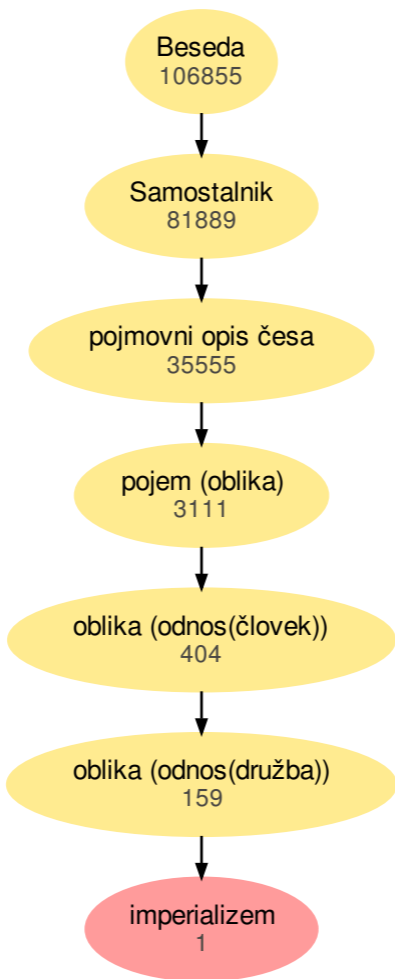 Beseda
106855
Samostalnik
81889
pojmovni opis česa
35555
pojem (oblika)
3111
oblika (odnos(človek))
404
oblika (odnos(družba))
159
imperializem
1